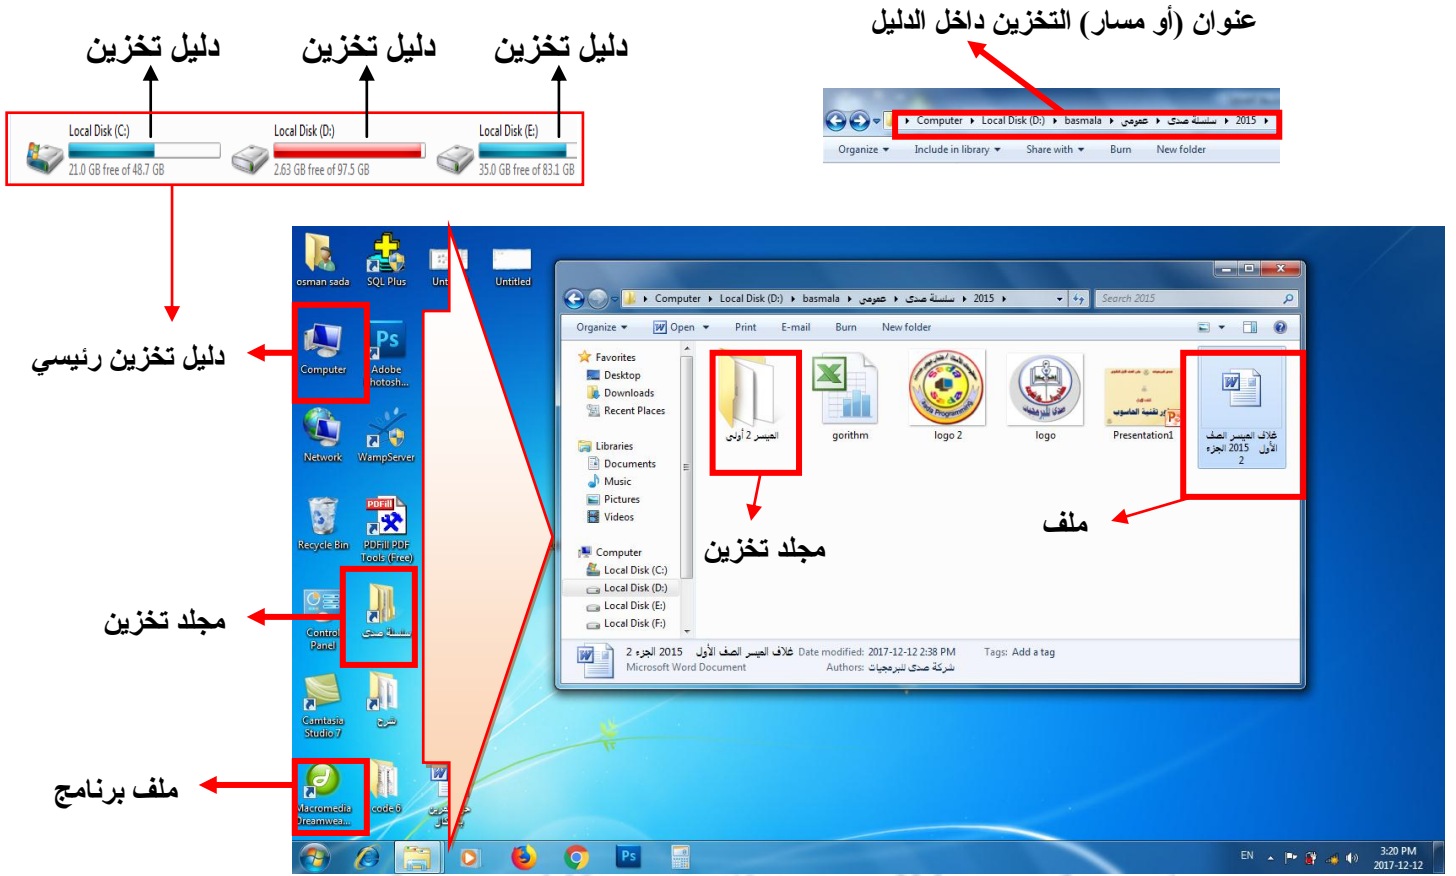 عنوان (أو مسار) التخزين داخل الدليل
دليل تخزين
دليل تخزين
دليل تخزين
Local Disk (C:)
21.0 GB free of 48.7 GB
Local Disk (D:)
2.63 GB free of 97.5 GB
Local Disk (E:)
35.0 GB free of 83.1 GB
Computer ▸ Local Disk (D:) ▸ basmala ▸ عمومي ▸ سلسلة صدى ▸ 2015 ▸
Organize Include in library Share with Burn New folder
دليل تخزين رئيسي
مجلد تخزين
ملف برنامج
osman sada
SQL Plus
Unt
Untitled
Computer
Adobe
Photosh...
Ps
Network
WampServer
Recycle Bin
PDFill
PDFill PDF
Tools (Free)
Control
Panel
سلسلة صدى
Camtasia
Studio 7
شرح
Macromedia
Dreamwea...
code 6
Computer ▸ Local Disk (D:) ▸ basmala ▸ عمومي ▸ سلسلة صدى ▸ 2015 ▸
Search 2015
Organize Open Print E-mail Burn New folder
Favorites
Desktop
Downloads
Recent Places
Libraries
Documents
Music
Pictures
Videos
Computer
Local Disk (C:)
Local Disk (D:)
Local Disk (E:)
Local Disk (F:)
الميسر 2 أولى
gorithm
logo 2
logo
Presentation1
غلاف الميسر الصف
الأول 2015 الجزء
2
مجلد تخزين
ملف
غلاف الميسر الصف الأول 2015 الجزء 2
Date modified: 2017-12-12 2:38 PM
Tags: Add a tag
Microsoft Word Document
Authors: شركة صدى للبرمجيات
Ps
EN
3:20 PM
2017-12-12